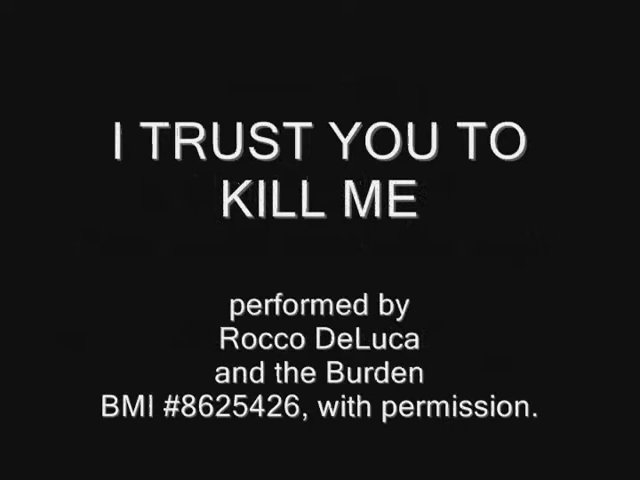 I TRUST YOU TO
KILL ME
performed by
Rocco DeLuca
and the Burden
BMI #8625426, with permission.